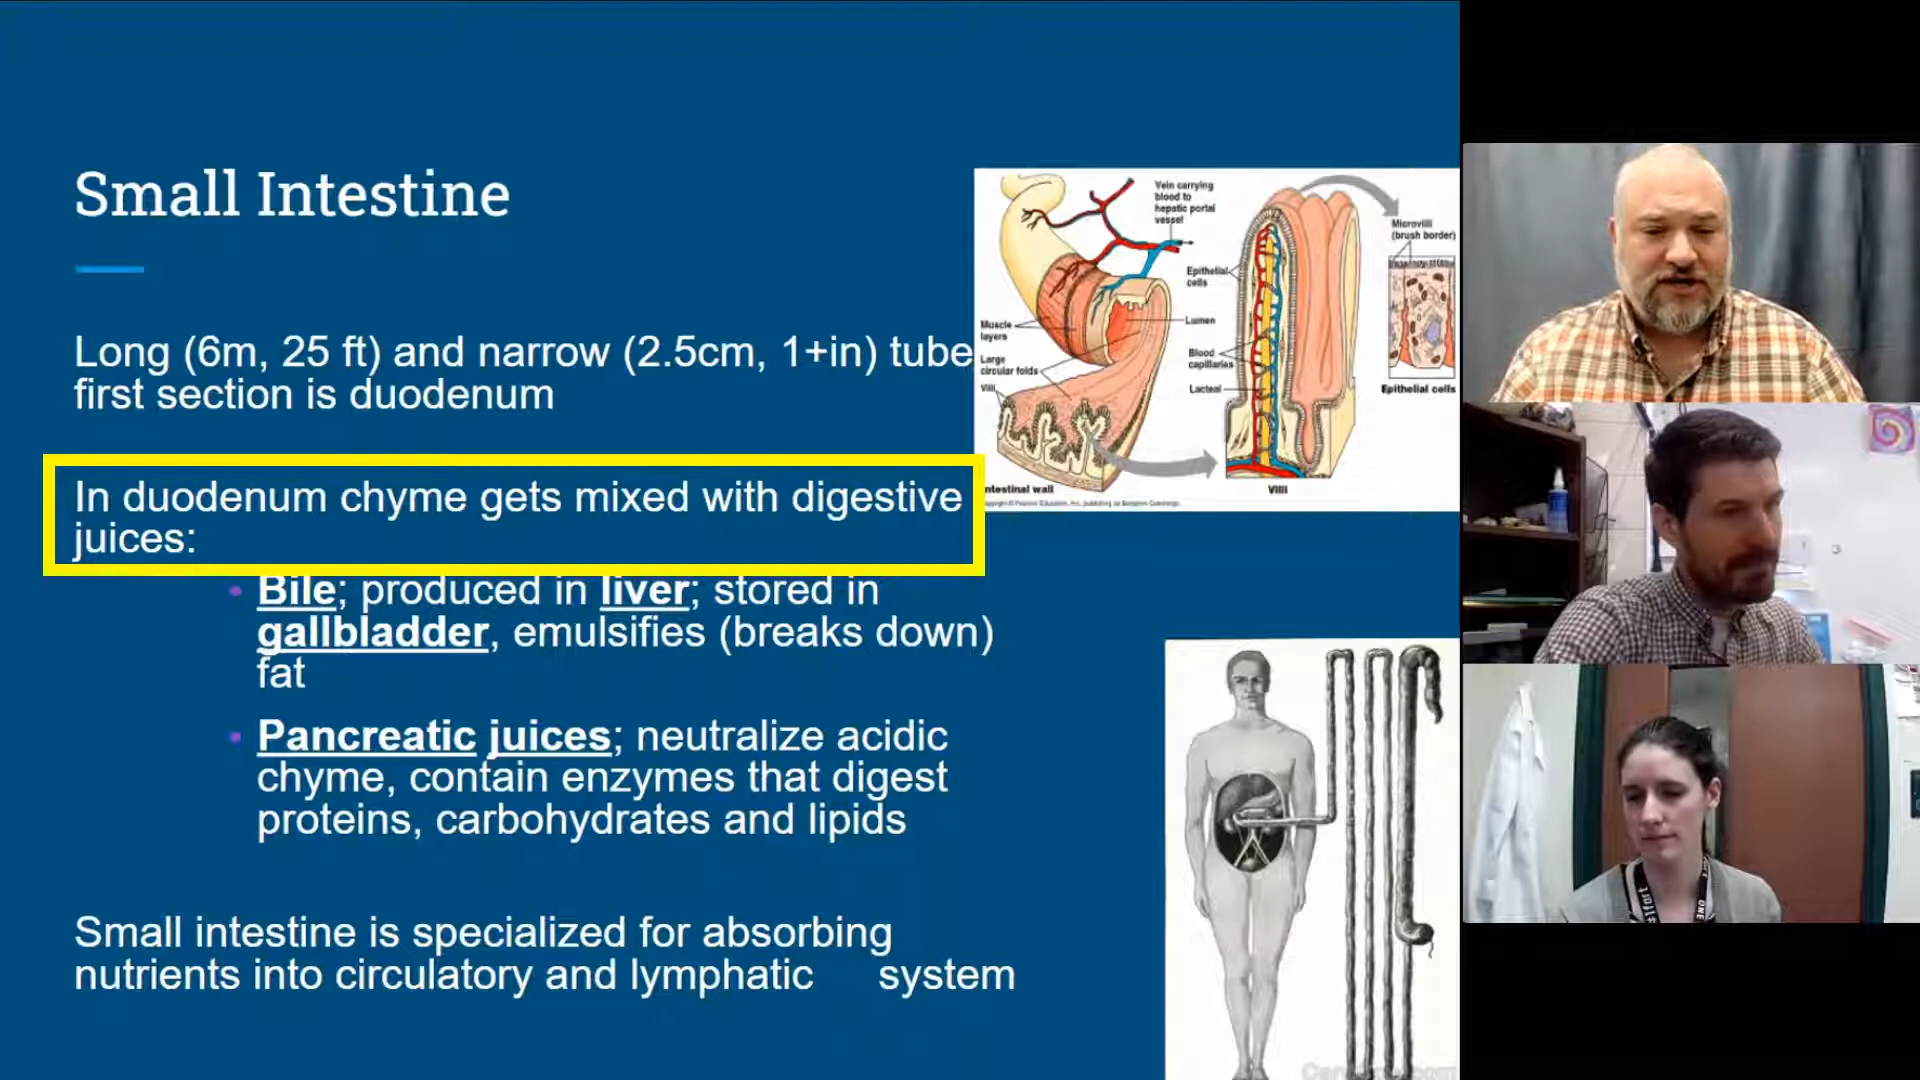 Small Intestine
Long (6m, 25 ft) and narrow (2.5cm, 1+in) tube
first section is duodenum
In duodenum chyme gets mixed with digestive
juices:
• Bile; produced in liver; stored in
gallbladder, emulsifies (breaks down)
fat
• Pancreatic juices; neutralize acidic
chyme, contain enzymes that digest
proteins, carbohydrates and lipids
Small intestine is specialized for absorbing
nutrients into circulatory and lymphatic system
Vein carrying
blood to
hepatic portal
vessel
Microvilli
(brush border)
Epithelial
cells
Muscle
layers
Lumen
Large
circular folds
Blood
capillaries
Villi
Lacteal
Epithelial cells
ntestinal wall
Villi